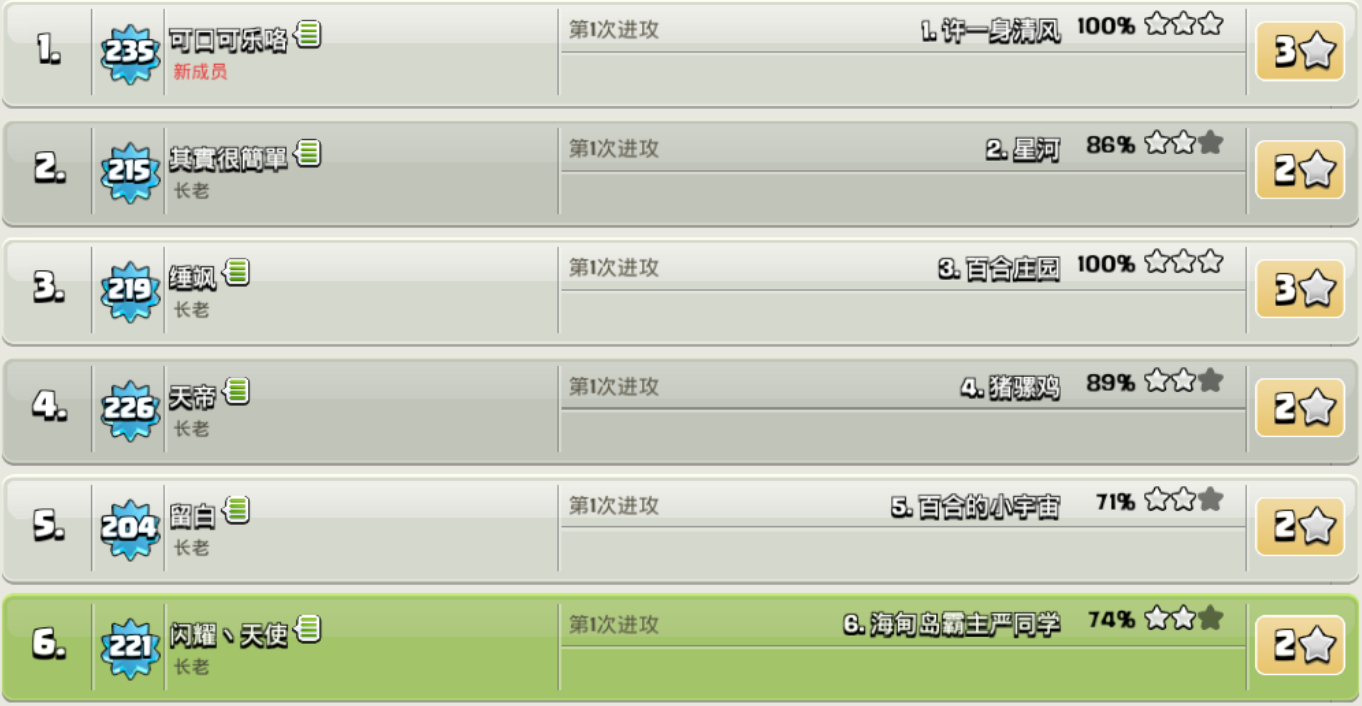 1. 235 可口可乐咯 第1次进攻 1. 许一身清风 100% 3
新成员
2. 215 其實很簡單 第1次进攻 2. 星河 86% 2
长老
3. 219 缍飒 第1次进攻 3. 百合庄园 100% 3
长老
4. 226 天帝 第1次进攻 4. 猪骡鸡 89% 2
长老
5. 204 留白 第1次进攻 5. 百合的小宇宙 71% 2
长老
6. 221 闪耀丶天使 第1次进攻 6. 海甸岛霸主严同学 74% 2
长老